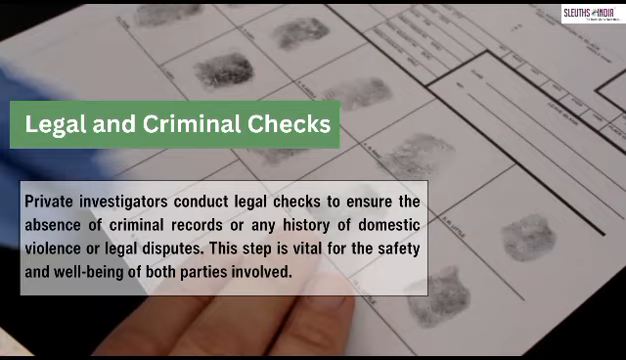 SLEUTHS INDIA
Legal and Criminal Checks
Private investigators conduct legal checks to ensure the
absence of criminal records or any history of domestic
violence or legal disputes. This step is vital for the safety
and well-being of both parties involved.